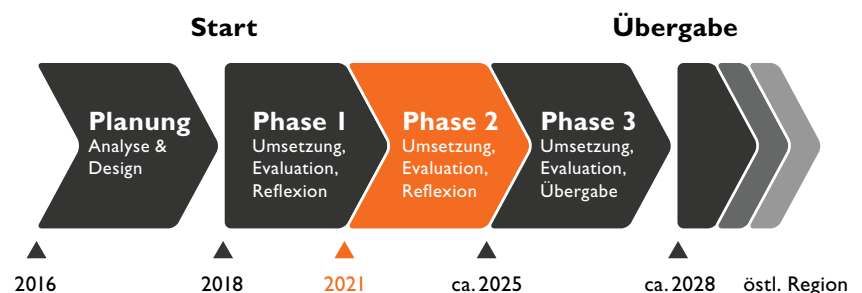 Start
Übergabe
Planung
Analyse &
Design
Phase 1
Umsetzung,
Evaluation,
Reflexion
Phase 2
Umsetzung,
Evaluation,
Reflexion
Phase 3
Umsetzung,
Evaluation,
Übergabe
2016
2018
2021
ca. 2025
ca. 2028
östl. Region